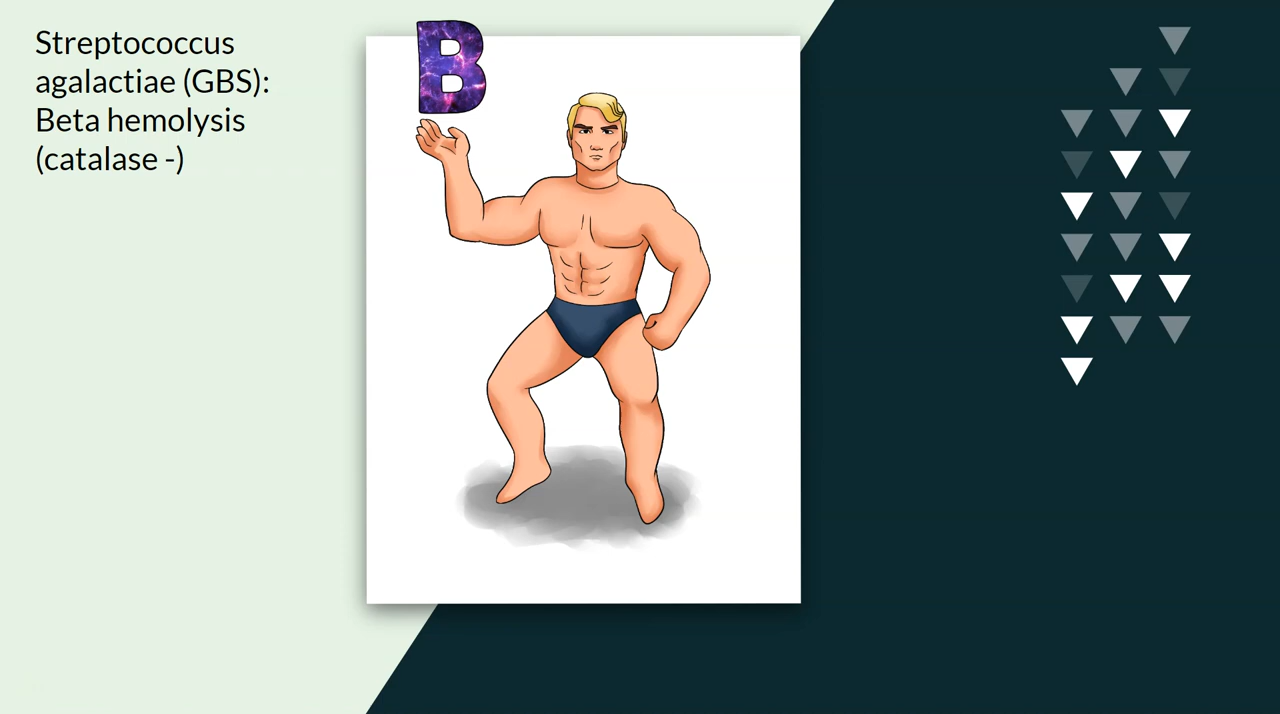 Streptococcus
agalactiae (GBS):
Beta hemolysis
(catalase -)
B